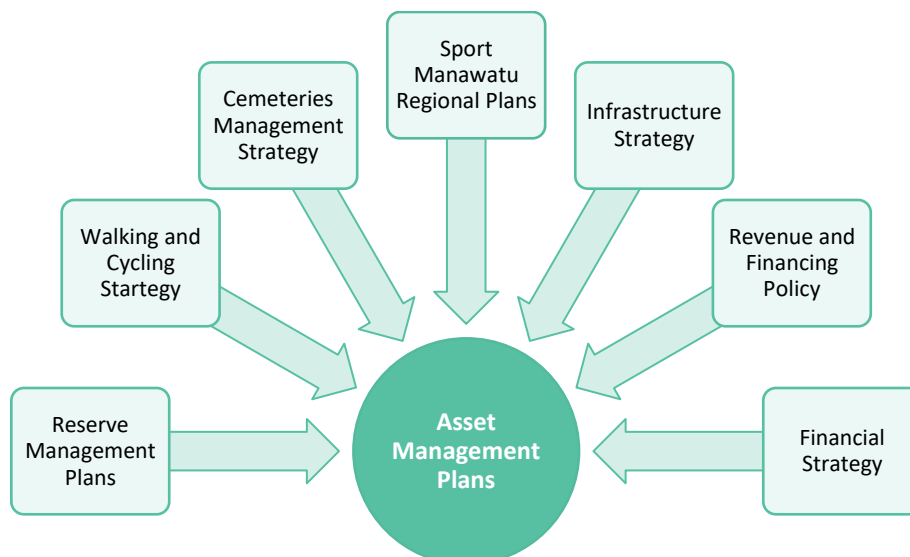 Sport
Manawatu
Regional Plans
Cemeteries
Management
Strategy
Infrastructure
Strategy
Walking and
Cycling
Startegy
Revenue and
Financing
Policy
Reserve
Management
Plans
Asset
Management
Plans
Financial
Strategy